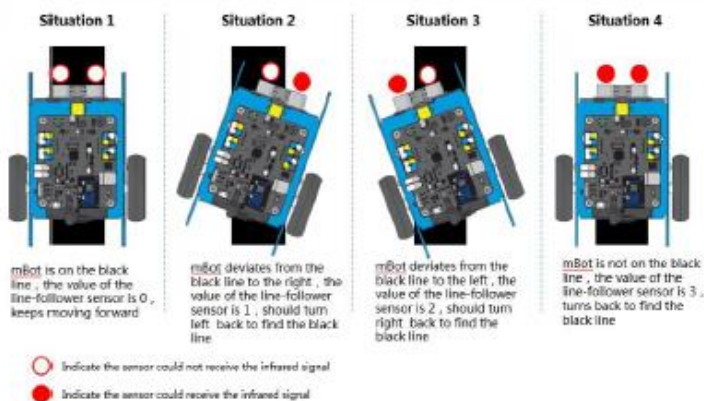 Situation 1
Situation 2
Situation 3
Situation 4
mBot is on the black
line , the value of the
line-follower sensor is 0 ,
keeps moving forward
mBot deviates from the
black line to the right , the
value of the line-follower
sensor is 1 , should turn
left back to find the black
line
mBot deviates from the
black line to the left , the
value of the line-follower
sensor is 2 , should turn
right back to find the
black line
mBot is not on the black
line , the value of the
line-follower sensor is 3 ,
turns back to find the
black line
Indicate the sensor could not receive the infrared signal
Indicate the sensor could receive the infrared signal